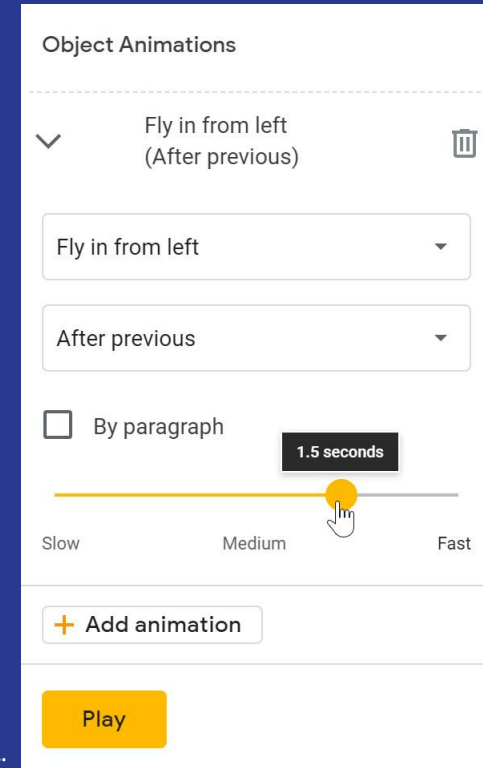 Object Animations
Fly in from left
(After previous)
Fly in from left
After previous
By paragraph
1.5 seconds
Slow Medium Fast
+ Add animation
Play
..